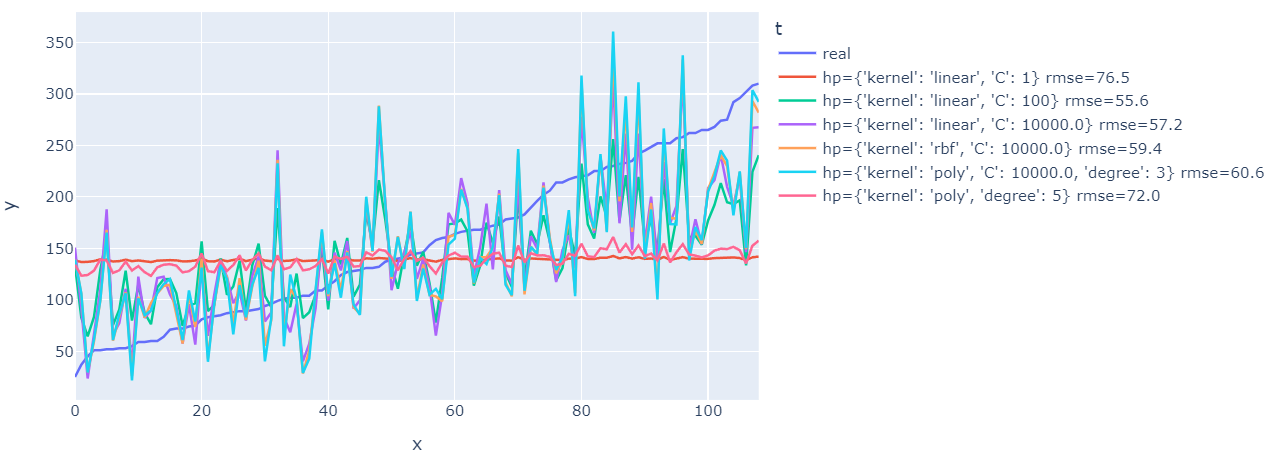 t
real
hp={'kernel': 'linear', 'C': 1} rmse=76.5
hp={'kernel': 'linear', 'C': 100} rmse=55.6
hp={'kernel': 'linear', 'C': 10000.0} rmse=57.2
hp={'kernel': 'rbf', 'C': 10000.0} rmse=59.4
hp={'kernel': 'poly', 'C': 10000.0, 'degree': 3} rmse=60.6
hp={'kernel': 'poly', 'degree': 5} rmse=72.0
350
300
250
200
150
100
50
y
0 20 40 60 80 100
x